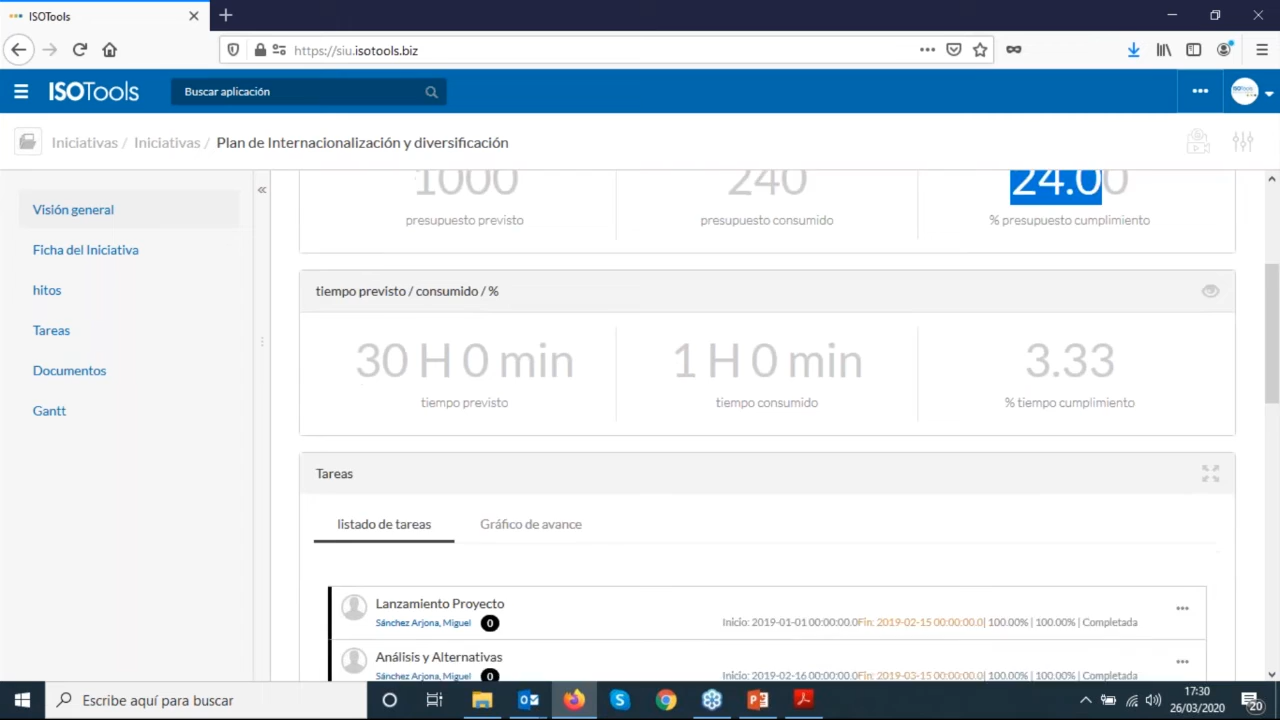 ISOTools
https://siu.isotools.biz
ISOTools
Buscar aplicación
Iniciativas / Iniciativas / Plan de Internacionalización y diversificación
Visión general
Ficha del Iniciativa
hitos
Tareas
Documentos
Gantt
1000 240 24.00
presupuesto previsto presupuesto consumido % presupuesto cumplimiento
tiempo previsto / consumido / %
30 H 0 min 1 H 0 min 3.33
tiempo previsto tiempo consumido % tiempo cumplimiento
Tareas
listado de tareas Gráfico de avance
Lanzamiento Proyecto
Sánchez Arjona, Miguel 0 Inicio: 2019-01-01 00:00:00.0Fin: 2019-02-15 00:00:00.0| 100.00% | 100.00% | Completada
Análisis y Alternativas
Sánchez Arjona, Miguel 0 Inicio: 2019-02-16 00:00:00.0Fin: 2019-03-15 00:00:00.0| 100.00% | 100.00% | Completada
Escribe aquí para buscar
17:30
26/03/2020
20